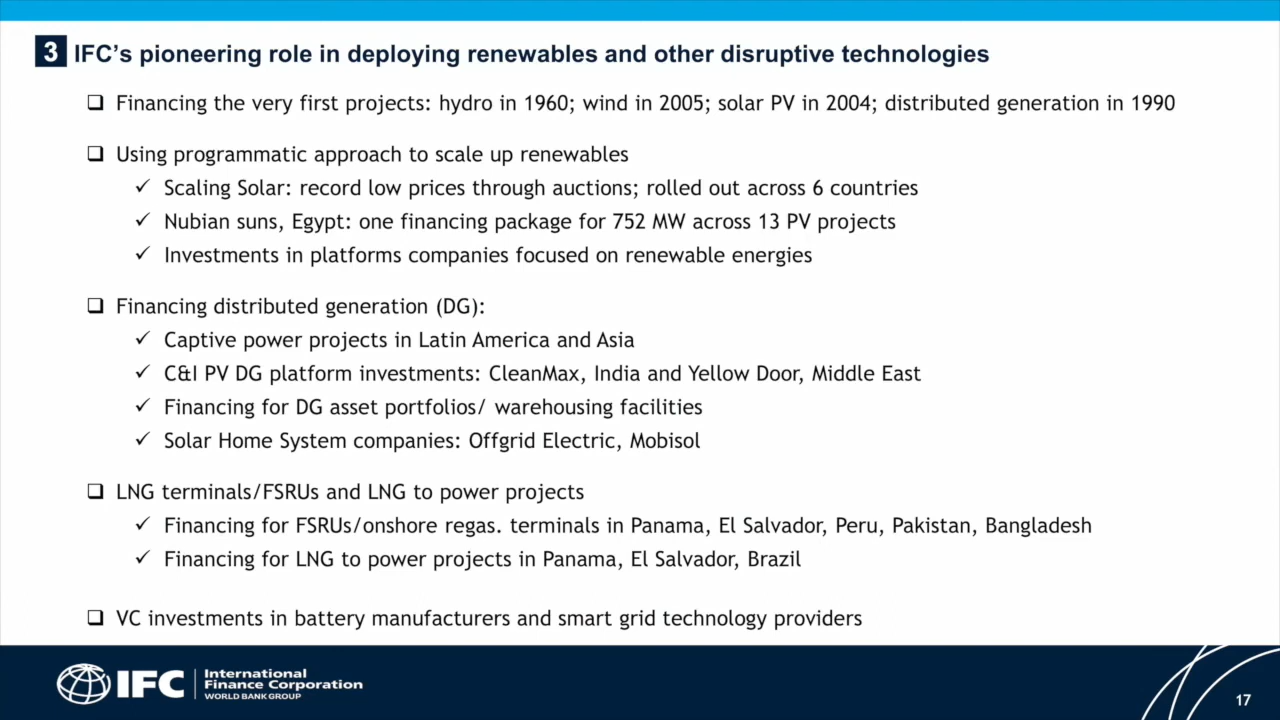 3 IFC's pioneering role in deploying renewables and other disruptive technologies
❑ Financing the very first projects: hydro in 1960; wind in 2005; solar PV in 2004; distributed generation in 1990
❑ Using programmatic approach to scale up renewables
✓ Scaling Solar: record low prices through auctions; rolled out across 6 countries
✓ Nubian suns, Egypt: one financing package for 752 MW across 13 PV projects
✓ Investments in platforms companies focused on renewable energies
❑ Financing distributed generation (DG):
✓ Captive power projects in Latin America and Asia
✓ C&I PV DG platform investments: CleanMax, India and Yellow Door, Middle East
✓ Financing for DG asset portfolios/ warehousing facilities
✓ Solar Home System companies: Offgrid Electric, Mobisol
❑ LNG terminals/FSRUs and LNG to power projects
✓ Financing for FSRUs/onshore regas. terminals in Panama, El Salvador, Peru, Pakistan, Bangladesh
✓ Financing for LNG to power projects in Panama, El Salvador, Brazil
❑ VC investments in battery manufacturers and smart grid technology providers
IFC
International
Finance Corporation
WORLD BANK GROUP
17